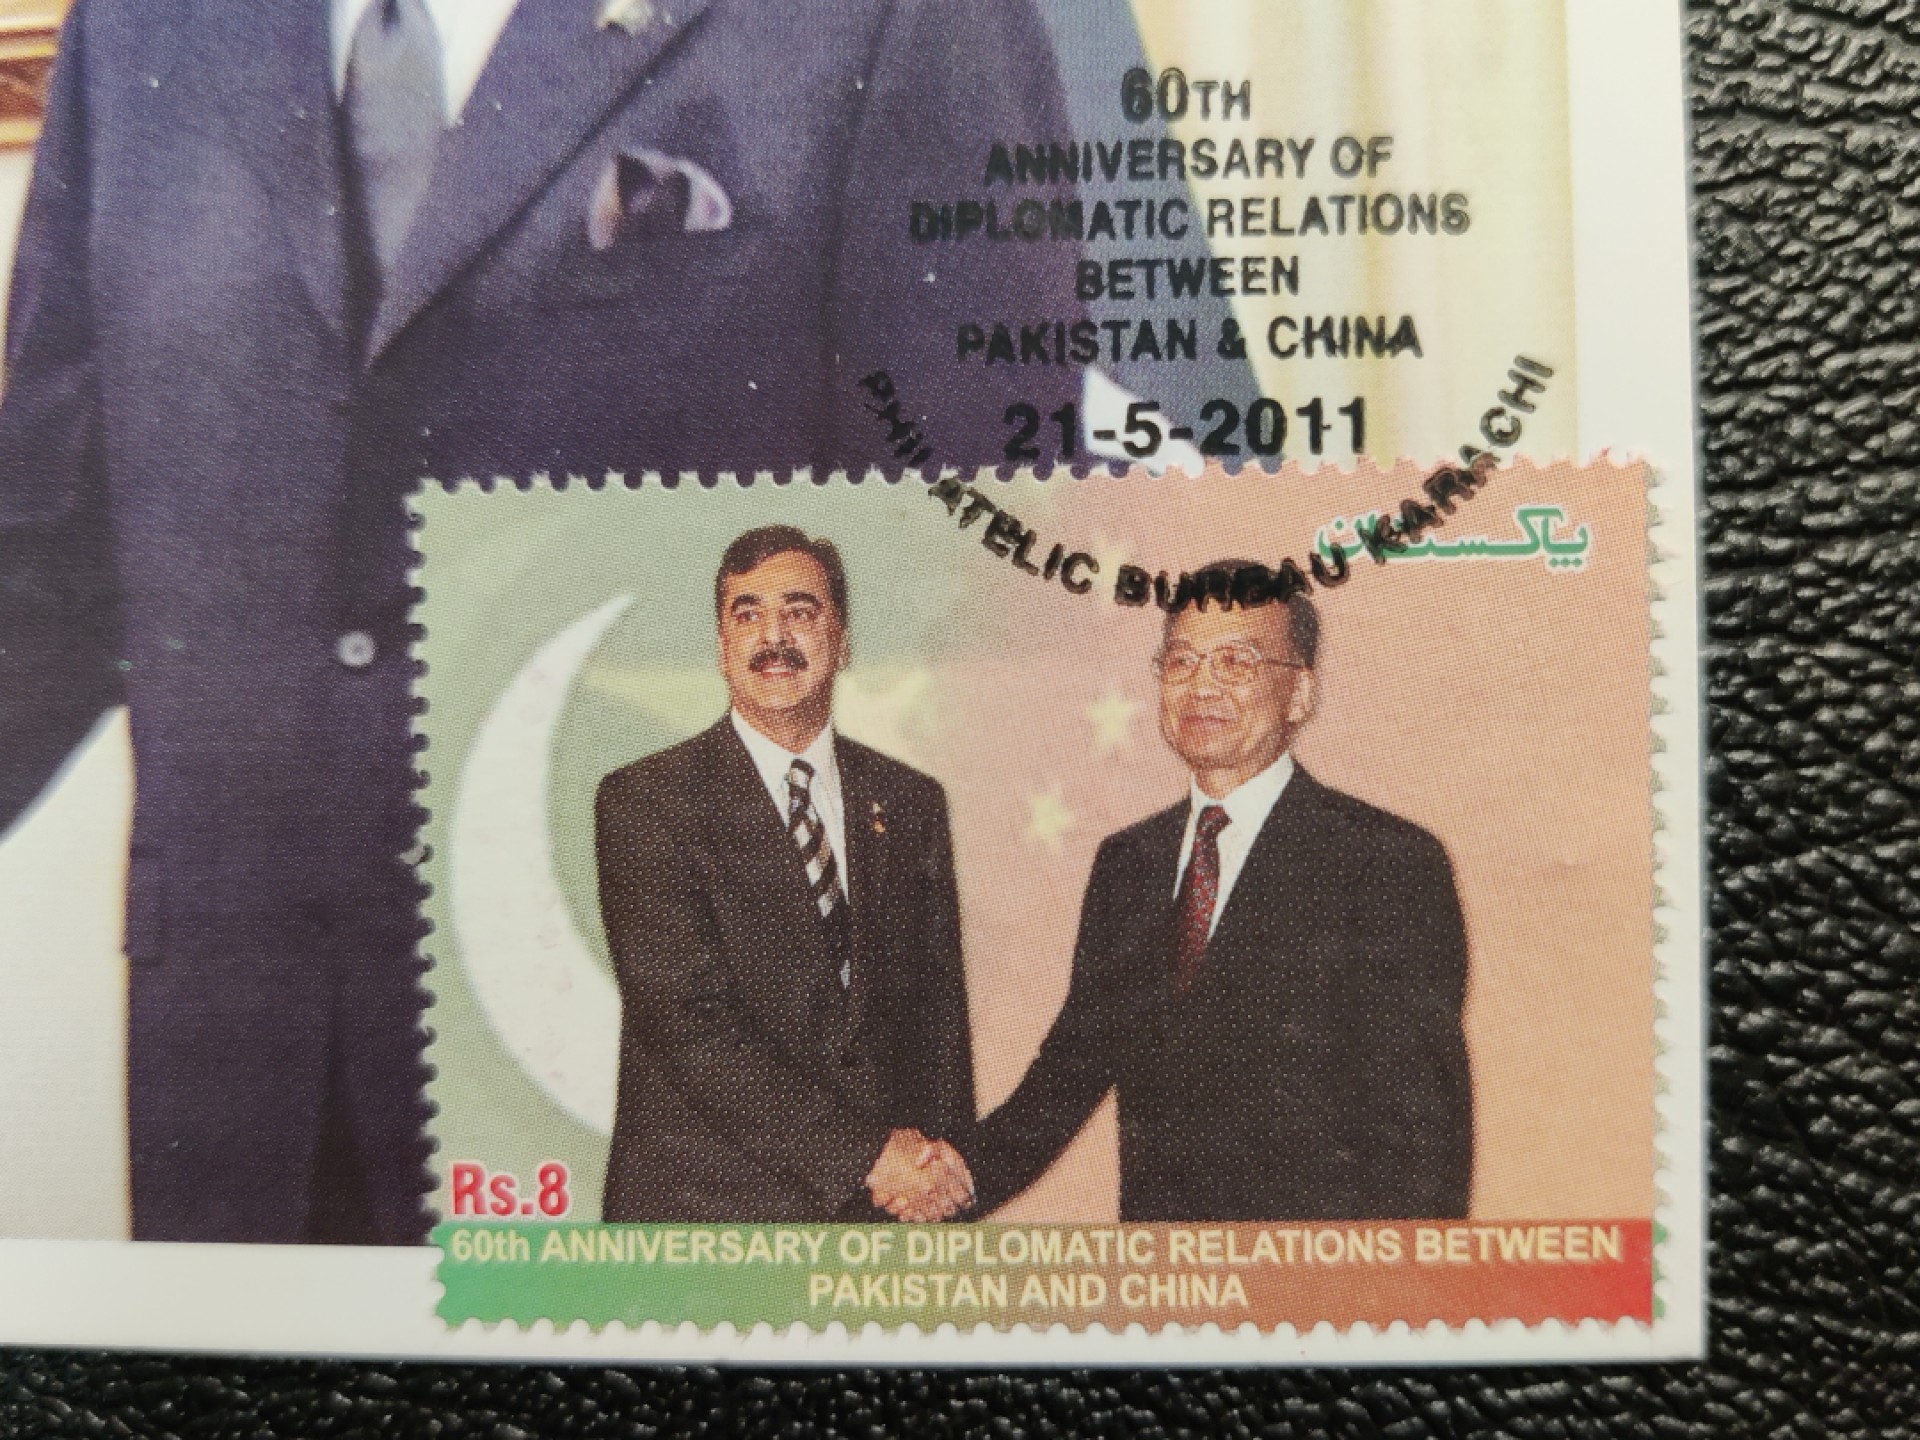 60TH
ANNIVERSARY OF
DIPLOMATIC RELATIONS
BETWEEN
PAKISTAN & CHINA
21-5-2011
PHILATELIC BUREAU KARACHI
پاکستان
Rs.8
60th ANNIVERSARY OF DIPLOMATIC RELATIONS BETWEEN
PAKISTAN AND CHINA